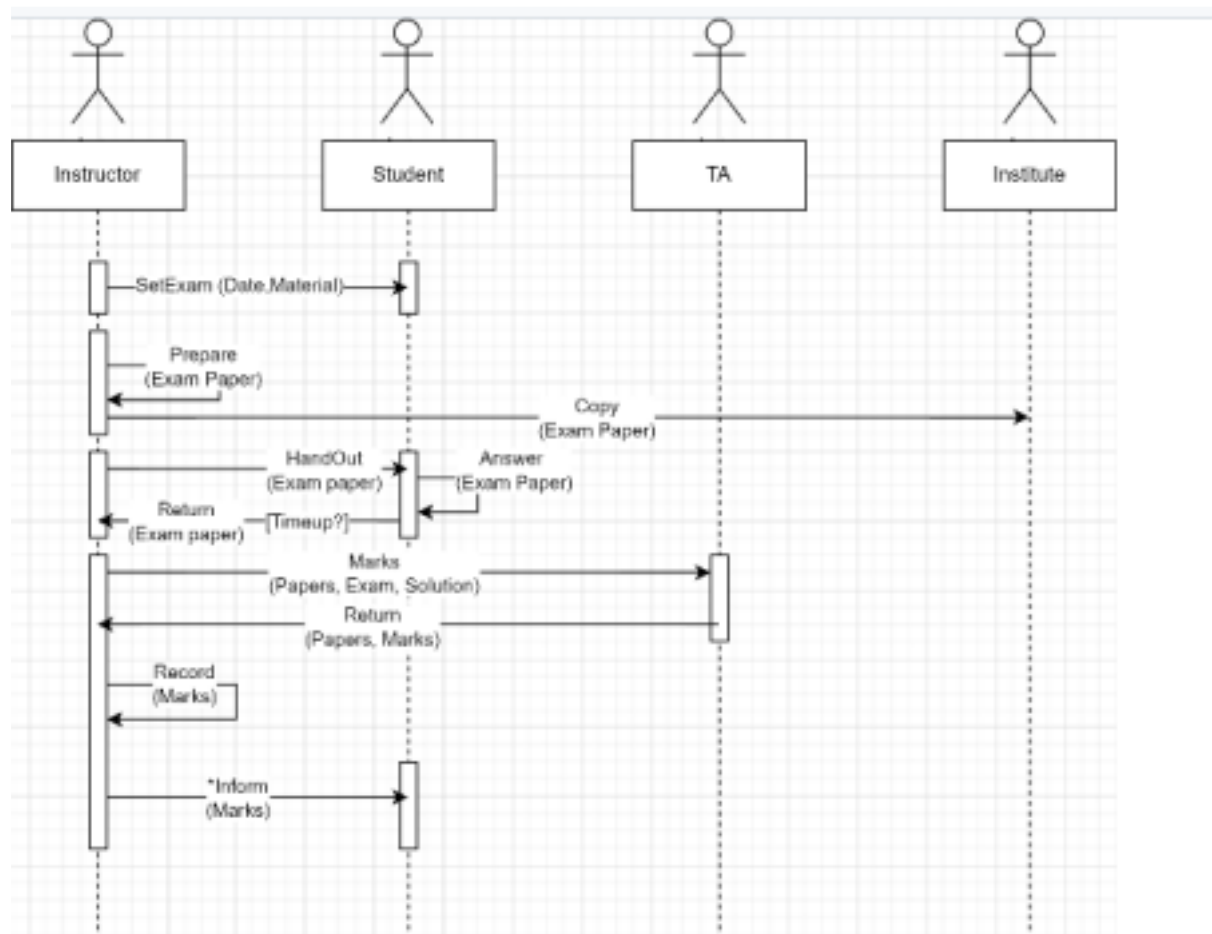 Instructor
Student
TA
Institute
SetExam (Date,Material)
Prepare
(Exam Paper)
Copy
(Exam Paper)
HandOut
(Exam paper)
Answer
(Exam Paper)
Return
(Exam paper)
[Timeup?]
Marks
(Papers, Exam, Solution)
Return
(Papers, Marks)
Record
(Marks)
*Inform
(Marks)